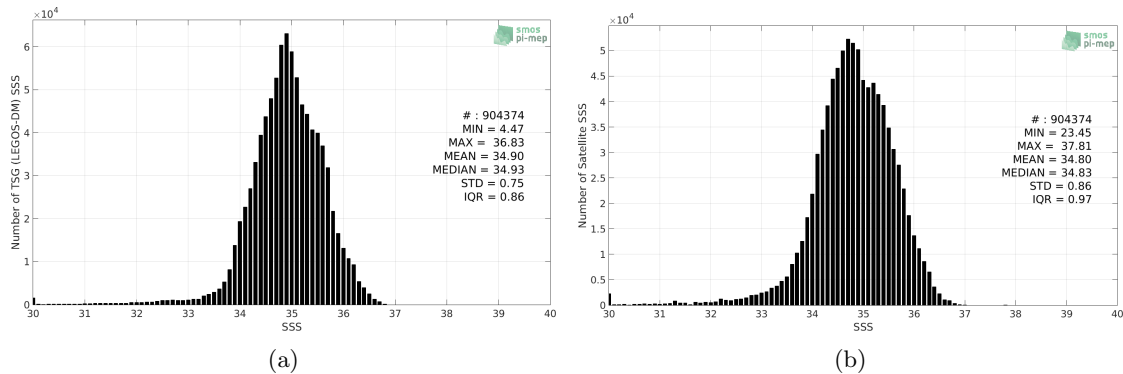 ×10⁴
Number of TSG (LEGOS-DM) SSS
6
5
4
3
2
1
0
30 31 32 33 34 35 36 37 38 39 40
SSS
smos
pi-mep
# : 904374
MIN = 4.47
MAX = 36.83
MEAN = 34.90
MEDIAN = 34.93
STD = 0.75
IQR = 0.86
(a)
×10⁴
Number of Satellite SSS
5
4.5
4
3.5
3
2.5
2
1.5
1
0.5
0
30 31 32 33 34 35 36 37 38 39 40
SSS
smos
pi-mep
# : 904374
MIN = 23.45
MAX = 37.81
MEAN = 34.80
MEDIAN = 34.83
STD = 0.86
IQR = 0.97
(b)